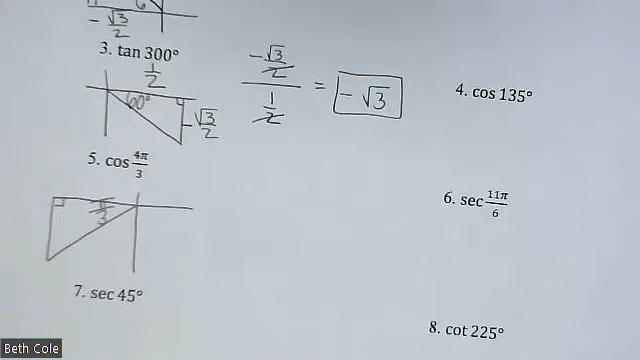 - √3/2
3. tan 300°
1/2
60°
- √3/2
-√3/2 / 1/2 = - √3
4. cos 135°
5. cos 4π/3
π/3
6. sec 11π/6
7. sec 45°
8. cot 225°
Beth Cole